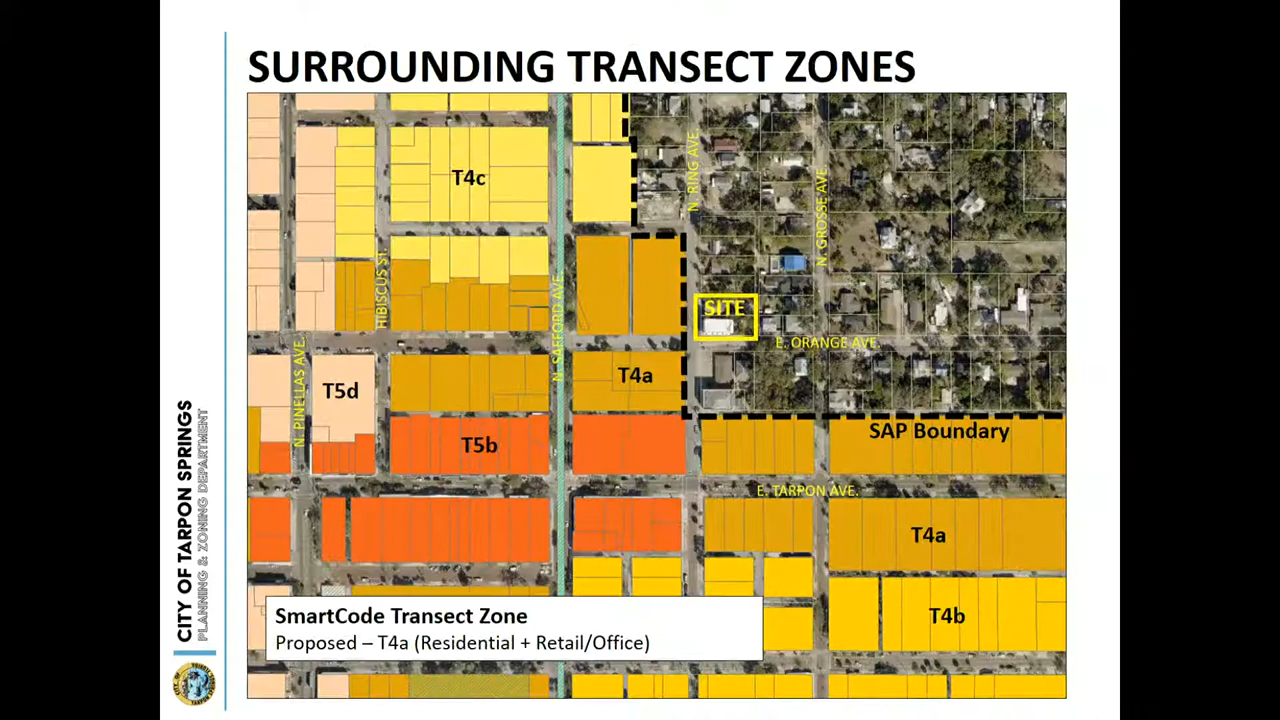 SURROUNDING TRANSECT ZONES
T4c
N. RING AVE.
N. GROSSE AVE.
HIBISCUS ST.
N. SAFFORD AVE.
SITE
E. ORANGE AVE.
N. PINELLAS AVE.
T5d
T4a
T5b
SAP Boundary
E. TARPON AVE.
T4a
T4b
SmartCode Transect Zone
Proposed – T4a (Residential + Retail/Office)
CITY OF TARPON SPRINGS
PLANNING & ZONING DEPARTMENT